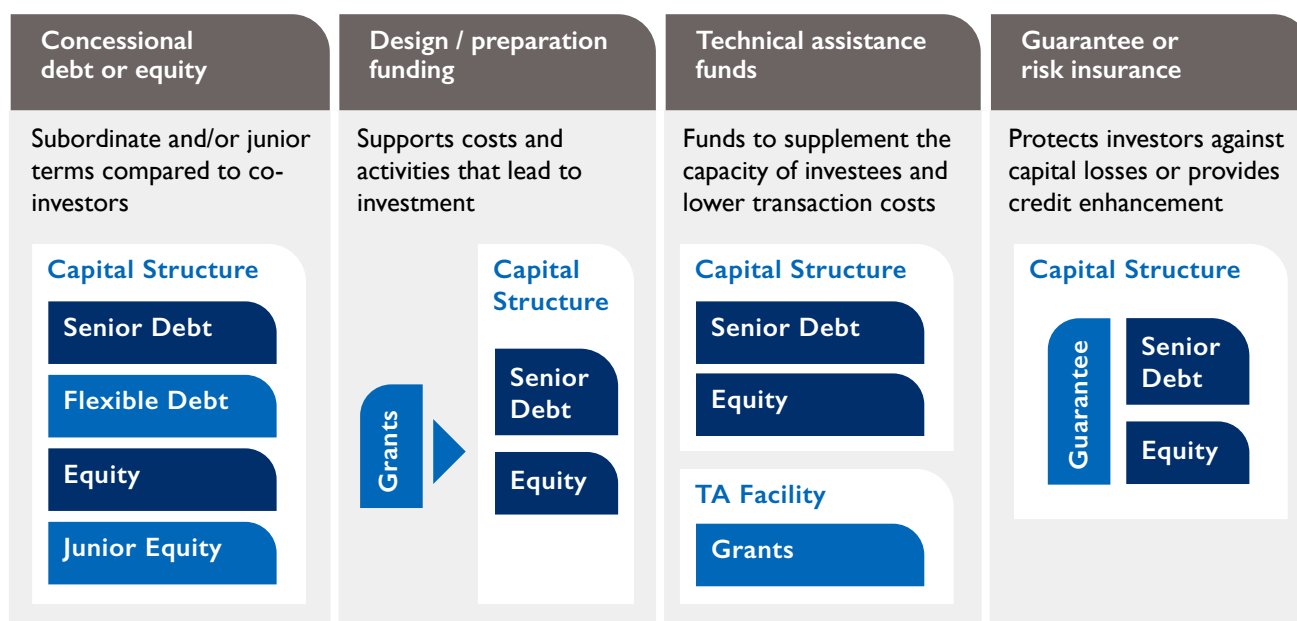 Concessional
debt or equity
Subordinate and/or junior
terms compared to co-
investors
Capital Structure
Senior Debt
Flexible Debt
Equity
Junior Equity
Design / preparation
funding
Supports costs and
activities that lead to
investment
Grants
Capital
Structure
Senior
Debt
Equity
Technical assistance
funds
Funds to supplement the
capacity of investees and
lower transaction costs
Capital Structure
Senior Debt
Equity
TA Facility
Grants
Guarantee or
risk insurance
Protects investors against
capital losses or provides
credit enhancement
Capital Structure
Guarantee
Senior
Debt
Equity